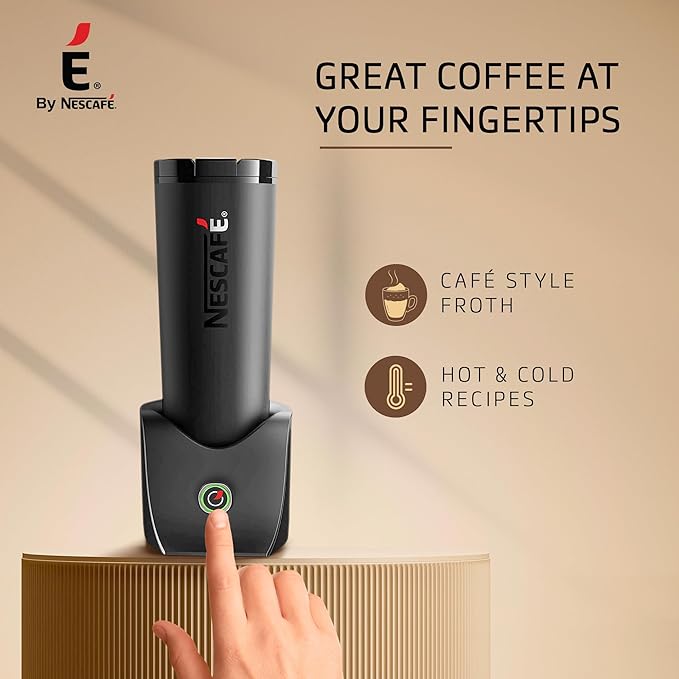 É®
By NESCAFÉ®
GREAT COFFEE AT
YOUR FINGERTIPS
NESCAFÉ®
CAFÉ STYLE
FROTH
HOT & COLD
RECIPES